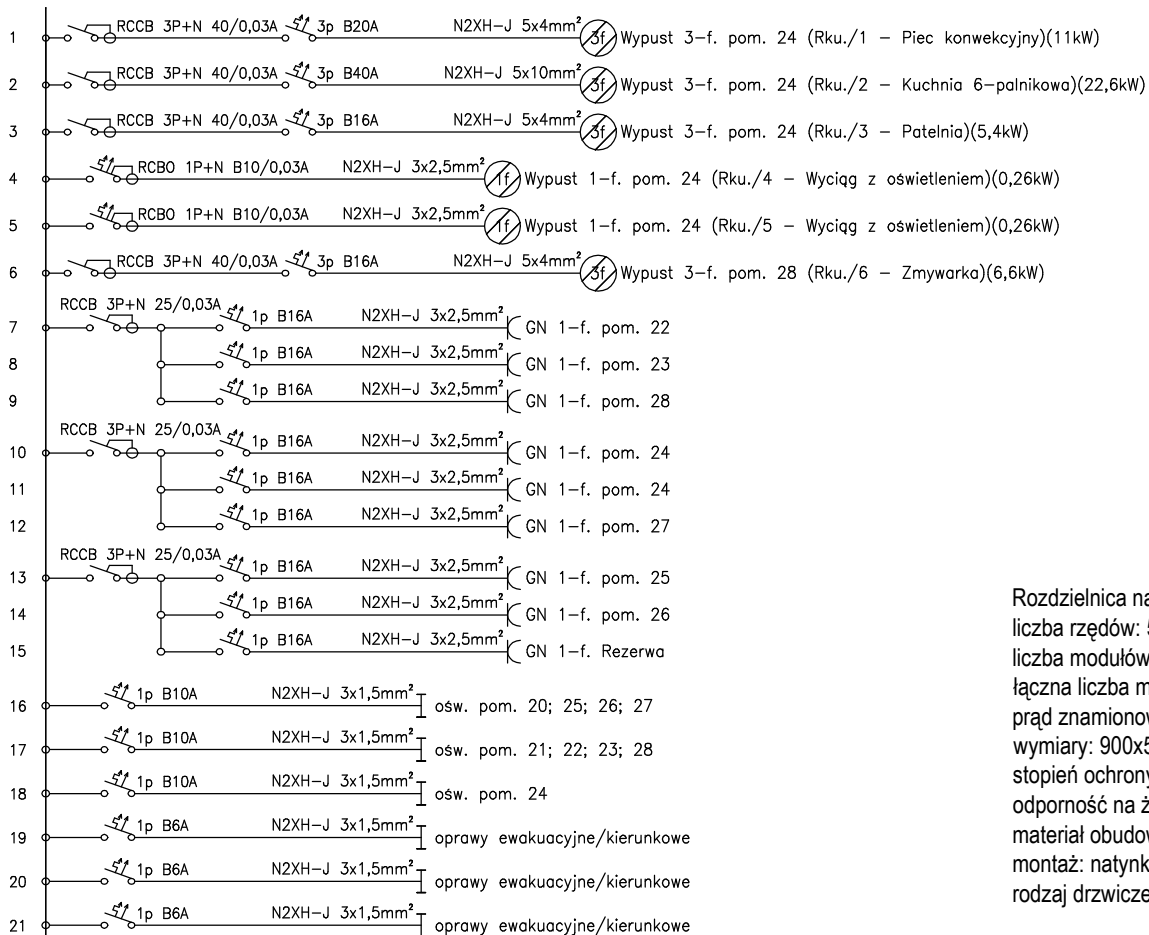 1 RCCB 3P+N 40/0,03A 3p B20A N2XH-J 5x4mm² 3f Wypust 3-f. pom. 24 (Rku./1 - Piec konwekcyjny)(11kW)
2 RCCB 3P+N 40/0,03A 3p B40A N2XH-J 5x10mm² 3f Wypust 3-f. pom. 24 (Rku./2 - Kuchnia 6-palnikowa)(22,6kW)
3 RCCB 3P+N 40/0,03A 3p B16A N2XH-J 5x4mm² 3f Wypust 3-f. pom. 24 (Rku./3 - Patelnia)(5,4kW)
4 RCBO 1P+N B10/0,03A N2XH-J 3x2,5mm² 1f Wypust 1-f. pom. 24 (Rku./4 - Wyciąg z oświetleniem)(0,26kW)
5 RCBO 1P+N B10/0,03A N2XH-J 3x2,5mm² 1f Wypust 1-f. pom. 24 (Rku./5 - Wyciąg z oświetleniem)(0,26kW)
6 RCCB 3P+N 40/0,03A 3p B16A N2XH-J 5x4mm² 3f Wypust 3-f. pom. 28 (Rku./6 - Zmywarka)(6,6kW)
7 RCCB 3P+N 25/0,03A 1p B16A N2XH-J 3x2,5mm² GN 1-f. pom. 22
8 1p B16A N2XH-J 3x2,5mm² GN 1-f. pom. 23
9 1p B16A N2XH-J 3x2,5mm² GN 1-f. pom. 28
10 RCCB 3P+N 25/0,03A 1p B16A N2XH-J 3x2,5mm² GN 1-f. pom. 24
11 1p B16A N2XH-J 3x2,5mm² GN 1-f. pom. 24
12 1p B16A N2XH-J 3x2,5mm² GN 1-f. pom. 27
13 RCCB 3P+N 25/0,03A 1p B16A N2XH-J 3x2,5mm² GN 1-f. pom. 25
14 1p B16A N2XH-J 3x2,5mm² GN 1-f. pom. 26
15 1p B16A N2XH-J 3x2,5mm² GN 1-f. Rezerwa
16 1p B10A N2XH-J 3x1,5mm² ośw. pom. 20; 25; 26; 27
17 1p B10A N2XH-J 3x1,5mm² ośw. pom. 21; 22; 23; 28
18 1p B10A N2XH-J 3x1,5mm² ośw. pom. 24
19 1p B6A N2XH-J 3x1,5mm² oprawy ewakuacyjne/kierunkowe
20 1p B6A N2XH-J 3x1,5mm² oprawy ewakuacyjne/kierunkowe
21 1p B6A N2XH-J 3x1,5mm² oprawy ewakuacyjne/kierunkowe
Rozdzielnica na
liczba rzędów:
liczba modułów
łączna liczba m
prąd znamionow
wymiary: 900x5
stopień ochrony
odporność na ż
materiał obudow
montaż: natynk
rodzaj drzwicze